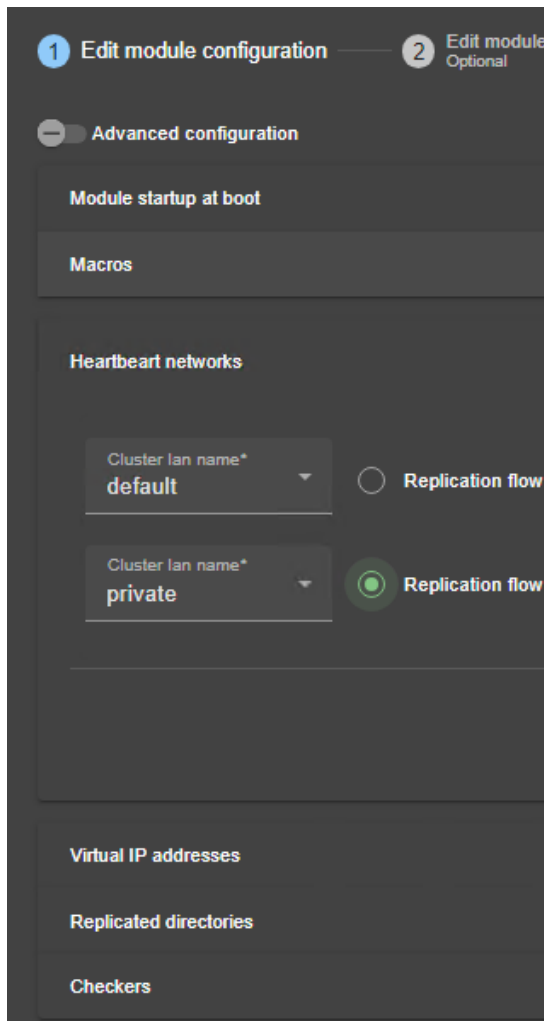 1 Edit module configuration 2 Edit module
Optional
Advanced configuration
Module startup at boot
Macros
Heartbeart networks
Cluster lan name*
default
Replication flow
Cluster lan name*
private
Replication flow
Virtual IP addresses
Replicated directories
Checkers